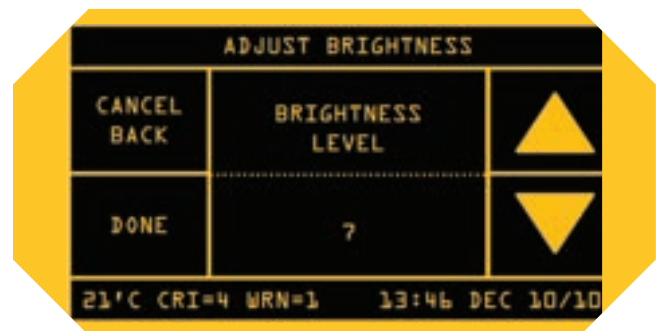 ADJUST BRIGHTNESS
CANCEL
BACK
BRIGHTNESS
LEVEL
DONE
7
21'C CRI=4 WRN=1 13:46 DEC 10/10